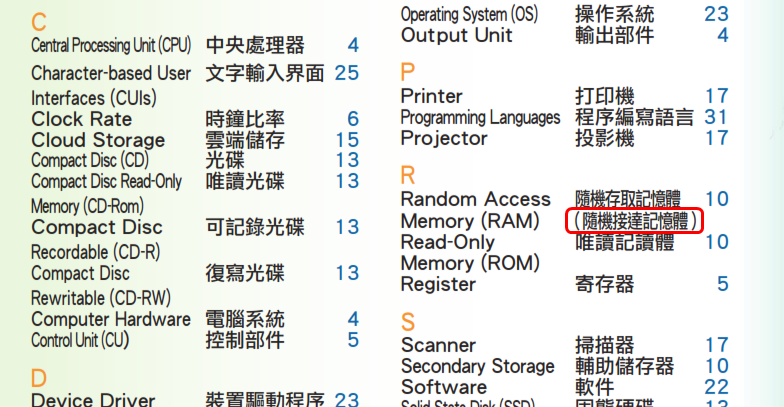 C
Central Processing Unit (CPU) 中央處理器 4
Character-based User 文字輸入界面 25
Interfaces (CUIs)
Clock Rate 時鐘比率 6
Cloud Storage 雲端儲存 15
Compact Disc (CD) 光碟 13
Compact Disc Read-Only 唯讀光碟 13
Memory (CD-Rom)
Compact Disc 可記錄光碟 13
Recordable (CD-R)
Compact Disc 復寫光碟 13
Rewritable (CD-RW)
Computer Hardware 電腦系統 4
Control Unit (CU) 控制部件 5
D
Device Driver 裝置驅動程序 23
Operating System (OS) 操作系統 23
Output Unit 輸出部件 4
P
Printer 打印機 17
Programming Languages 程序編寫語言 31
Projector 投影機 17
R
Random Access 隨機存取記憶體 10
Memory (RAM) (隨機接達記憶體)
Read-Only 唯讀記讀體 10
Memory (ROM)
Register 寄存器 5
S
Scanner 掃描器 17
Secondary Storage 輔助儲存器 10
Software 軟件 22
Solid State Disk (SSD) 固態硬碟 13